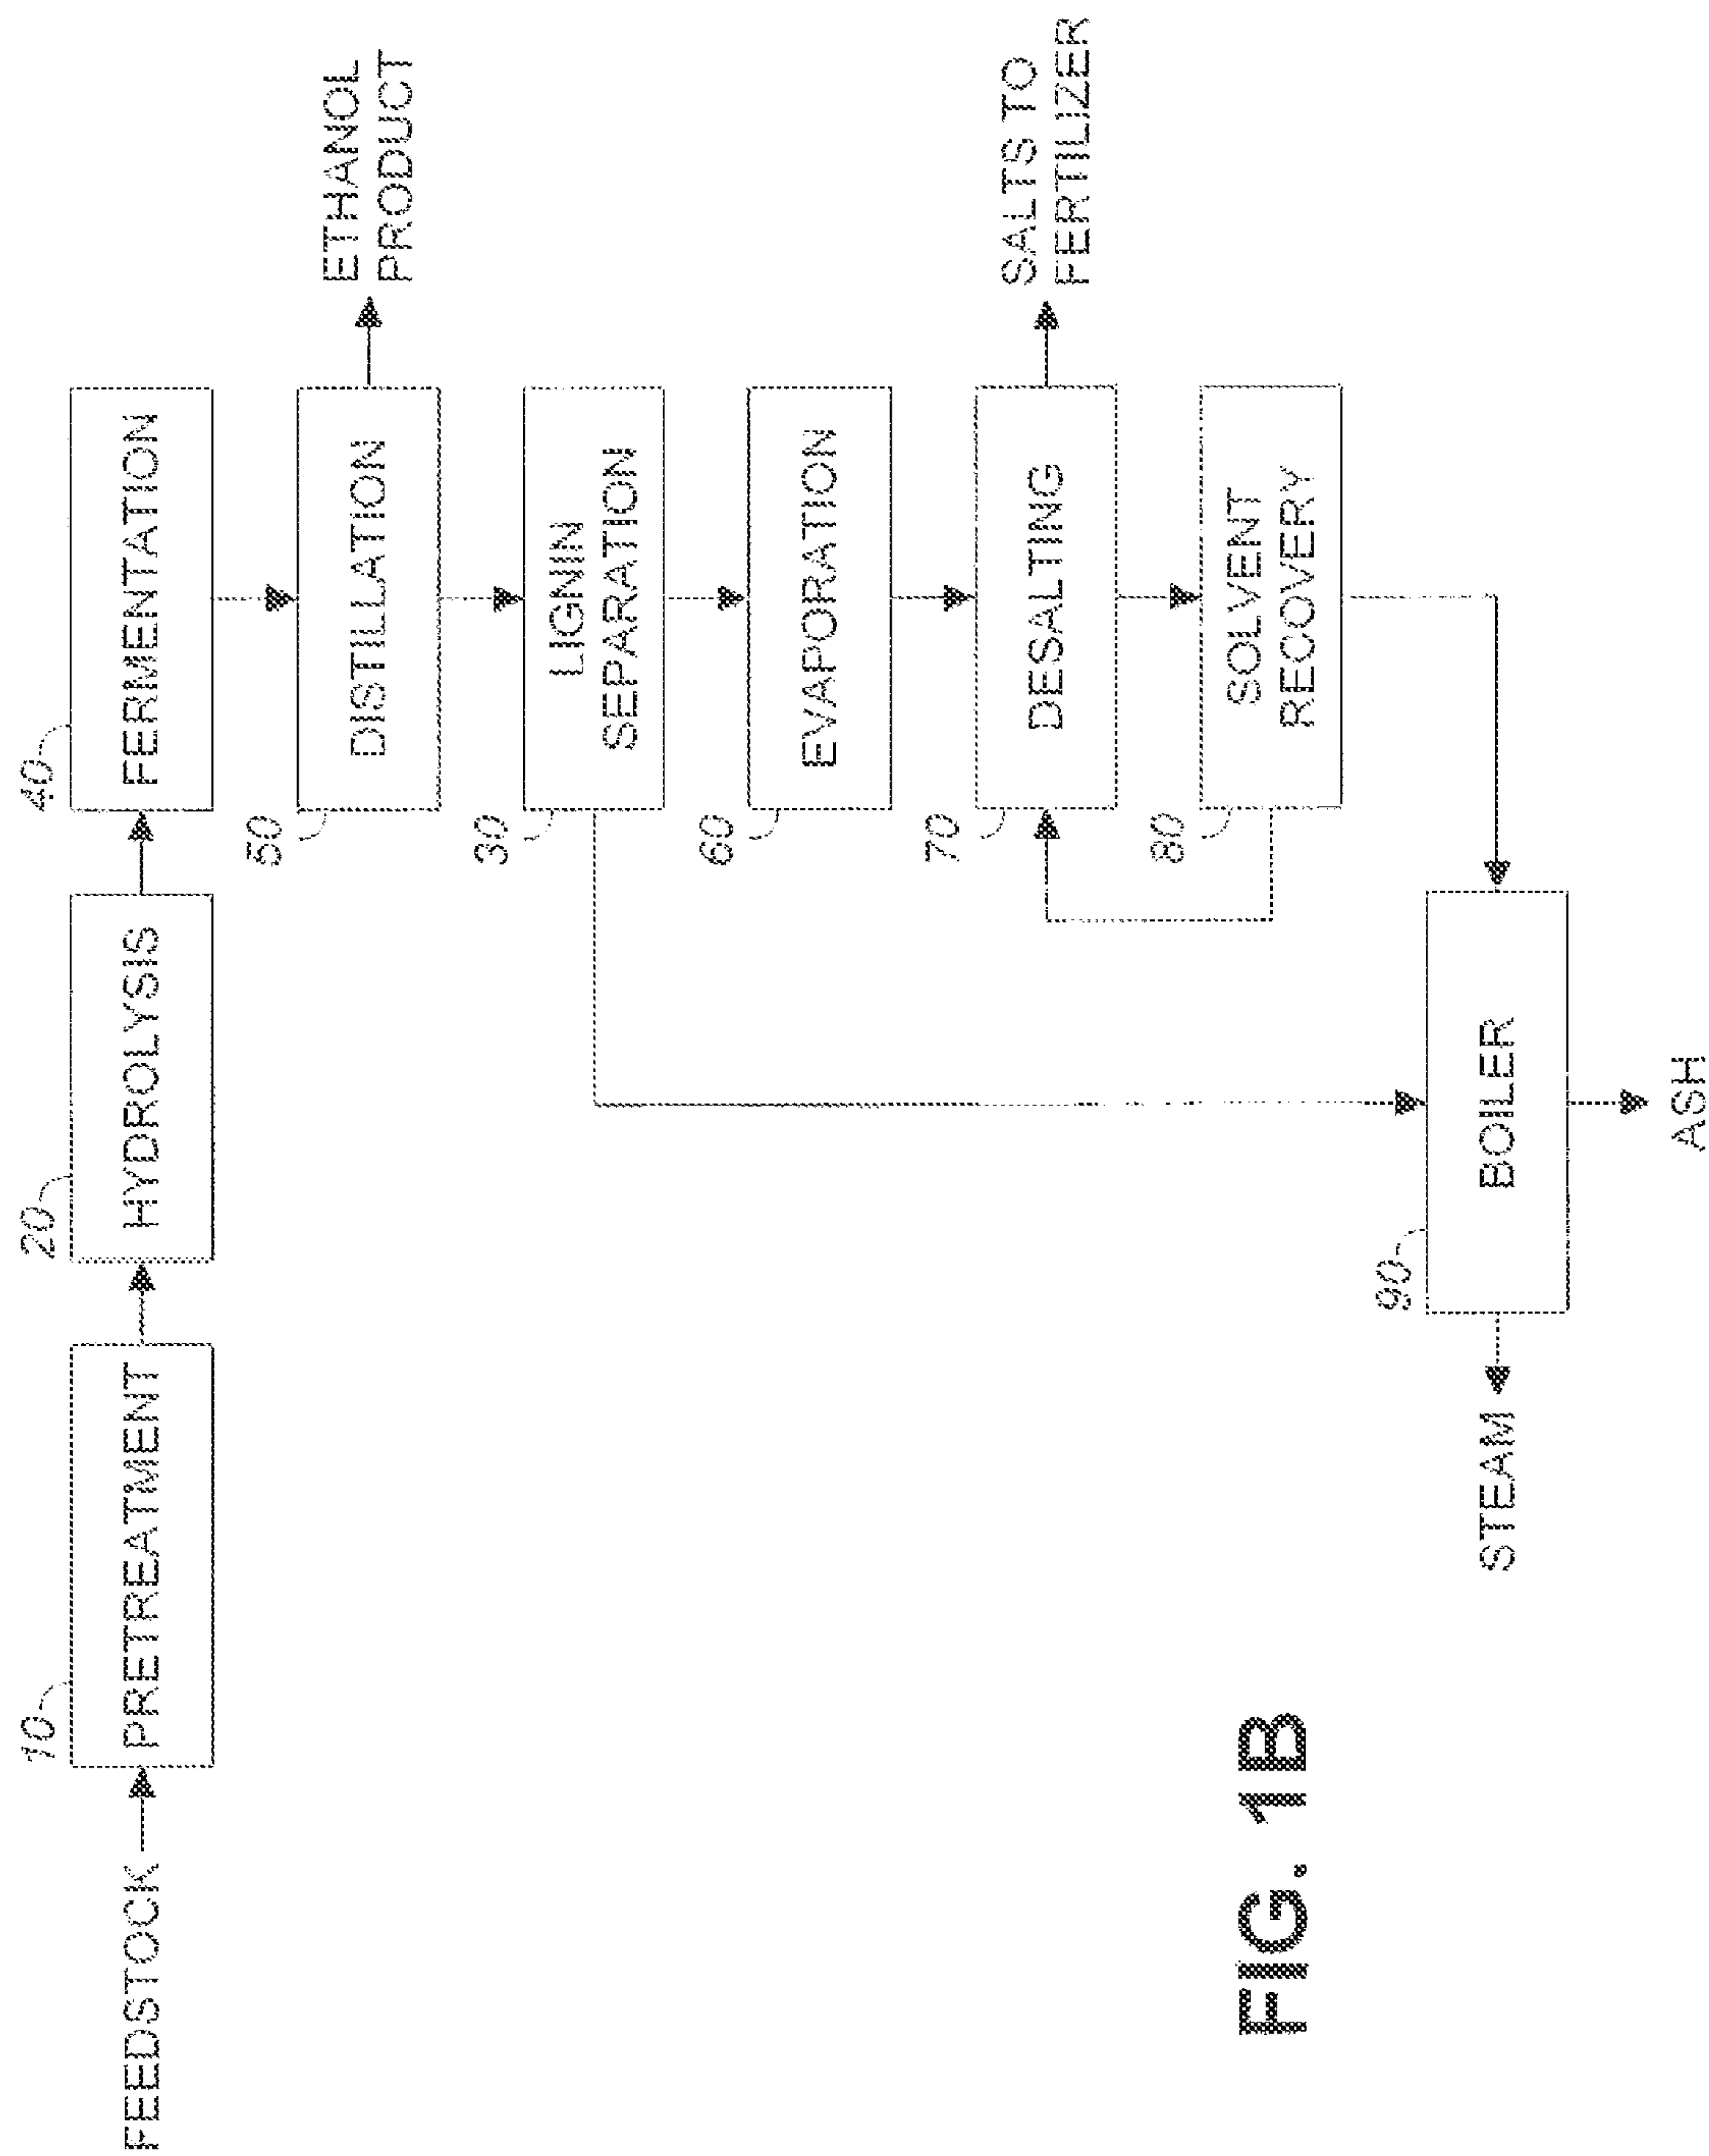 FEEDSTOCK
10
PRETREATMENT
20
HYDROLYSIS
40
FERMENTATION
50
DISTILLATION
ETHANOL
PRODUCT
30
LIGNIN
SEPARATION
60
EVAPORATION
70
DESALTING
SALTS TO
FERTILIZER
80
SOLVENT
RECOVERY
90
BOILER
STEAM
ASH
FIG. 1B